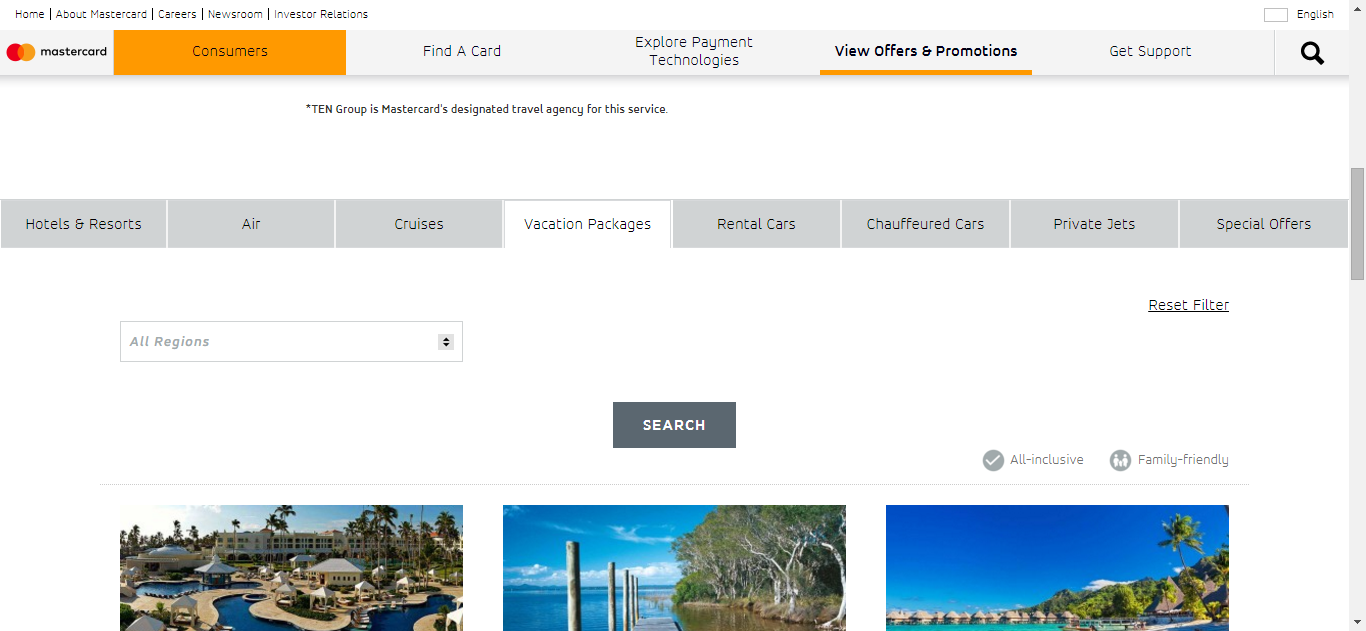 Home | About Mastercard | Careers | Newsroom | Investor Relations
English
mastercard
Consumers
Find A Card
Explore Payment
Technologies
View Offers & Promotions
Get Support
*TEN Group is Mastercard's designated travel agency for this service.
Hotels & Resorts
Air
Cruises
Vacation Packages
Rental Cars
Chauffeured Cars
Private Jets
Special Offers
Reset Filter
All Regions
SEARCH
All-inclusive
Family-friendly